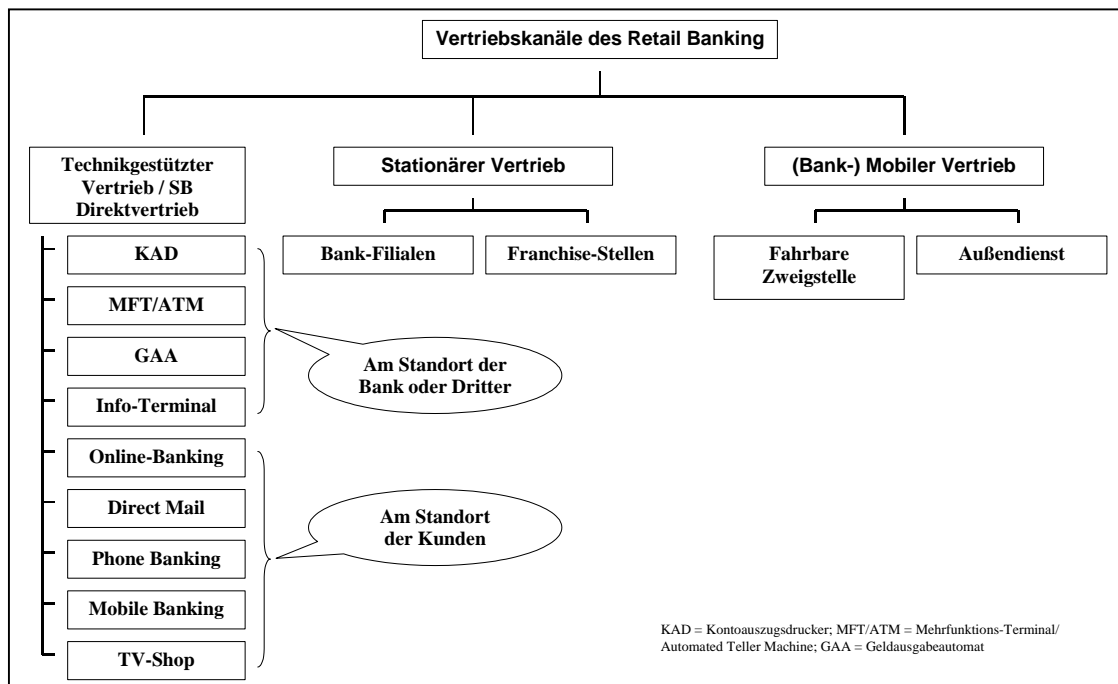 Vertriebskanäle des Retail Banking
Technikgestützter
Vertrieb / SB
Direktvertrieb
Stationärer Vertrieb
(Bank-) Mobiler Vertrieb
KAD
MFT/ATM
GAA
Info-Terminal
Online-Banking
Direct Mail
Phone Banking
Mobile Banking
TV-Shop
Am Standort der
Bank oder Dritter
Am Standort
der Kunden
Bank-Filialen
Franchise-Stellen
Fahrbare
Zweigstelle
Außendienst
KAD = Kontoauszugsdrucker; MFT/ATM = Mehrfunktions-Terminal/
Automated Teller Machine; GAA = Geldausgabeautomat